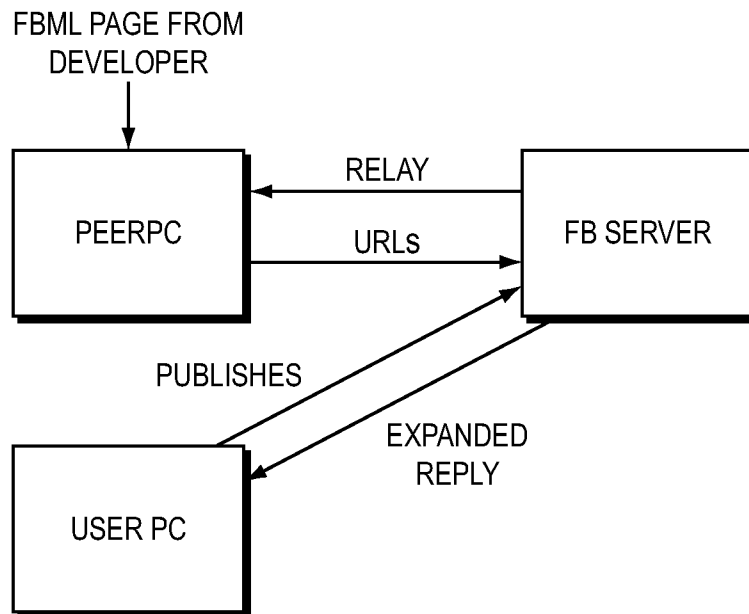 FBML PAGE FROM
DEVELOPER
RELAY
PEERPC
FB SERVER
URLs
PUBLISHES
EXPANDED
REPLY
USER PC